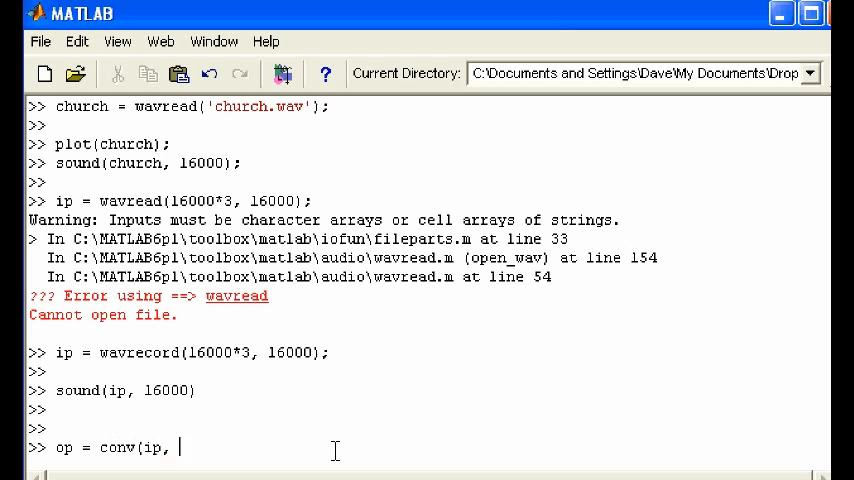 MATLAB
File Edit View Web Window Help
? Current Directory: C:\Documents and Settings\Dave\My Documents\Drop
>> church = wavread('church.wav');
>>
>> plot(church);
>> sound(church, 16000);
>>
>> ip = wavread(16000*3, 16000);
Warning: Inputs must be character arrays or cell arrays of strings.
> In C:\MATLAB6p1\toolbox\matlab\iofun\fileparts.m at line 33
In C:\MATLAB6p1\toolbox\matlab\audio\wavread.m (open_wav) at line 154
In C:\MATLAB6p1\toolbox\matlab\audio\wavread.m at line 54
??? Error using ==> wavread
Cannot open file.
>> ip = wavrecord(16000*3, 16000);
>>
>> sound(ip, 16000)
>>
>>
>> op = conv(ip,